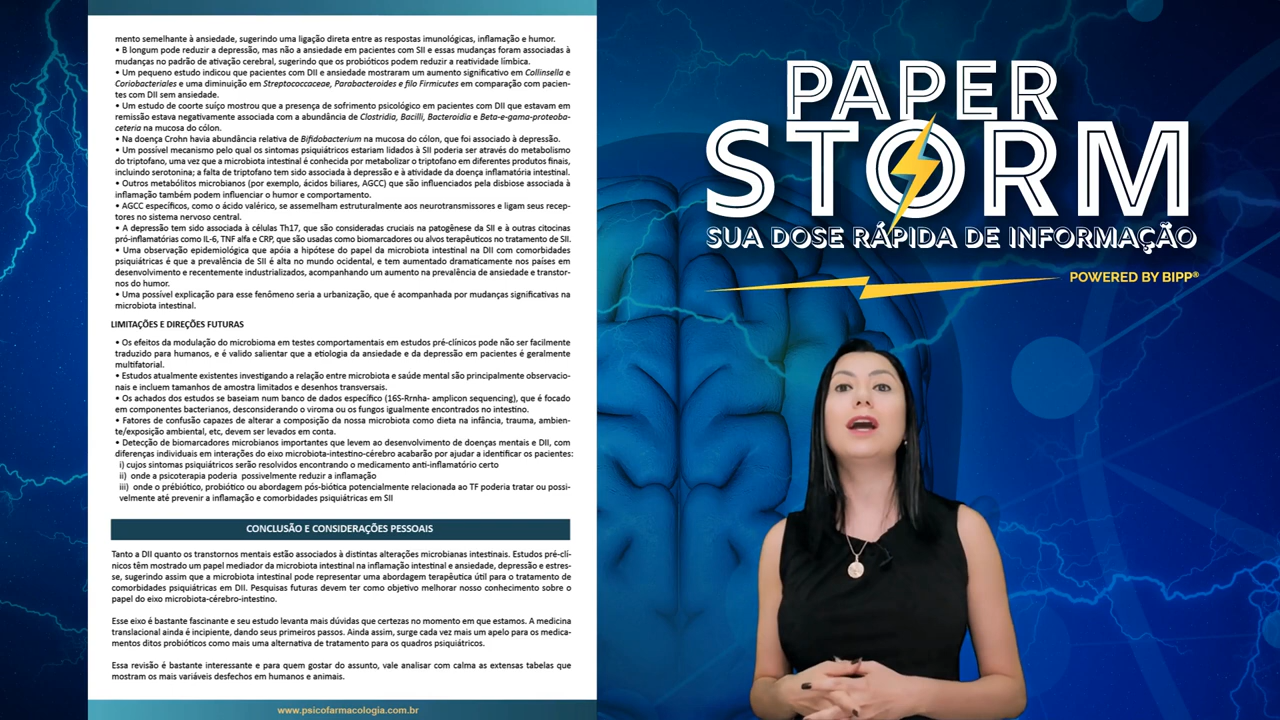 mento semelhante à ansiedade, sugerindo uma ligação direta entre as respostas imunológicas, inflamação e humor.
• B longum pode reduzir a depressão, mas não a ansiedade em pacientes com SII e essas mudanças foram associadas à
mudanças no padrão de ativação cerebral, sugerindo que os probióticos podem reduzir a reatividade límbica.
• Um pequeno estudo indicou que pacientes com DII e ansiedade mostraram um aumento significativo em Collinsella e
Coriobacteriales e uma diminuição em Streptococcaceae, Parabacteroides e filo Firmicutes em comparação com pacien-
tes com DII sem ansiedade.
• Um estudo de coorte suíço mostrou que a presença de sofrimento psicológico em pacientes com DII que estavam em
remissão estava negativamente associada com a abundância de Clostridia, Bacilli, Bacteroidia e Beta-e-gama-proteoba-
ceteria na mucosa do cólon.
• Na doença Crohn havia abundância relativa de Bifidobacterium na mucosa do cólon, que foi associado à depressão.
• Um possível mecanismo pelo qual os sintomas psiquiátricos estariam lidados à SII poderia ser através do metabolismo
do triptofano, uma vez que a microbiota intestinal é conhecida por metabolizar o triptofano em diferentes produtos finais,
incluindo serotonina; a falta de triptofano tem sido associada à depressão e à atividade da doença inflamatória intestinal.
• Outros metabólitos microbianos (por exemplo, ácidos biliares, AGCC) que são influenciados pela disbiose associada à
inflamação também podem influenciar o humor e comportamento.
• AGCC específicos, como o ácido valérico, se assemelham estruturalmente aos neurotransmissores e ligam seus recep-
tores no sistema nervoso central.
• A depressão tem sido associada à células Th17, que são consideradas cruciais na patogênese da SII e à outras citocinas
pró-inflamatórias como IL-6, TNF alfa e CRP, que são usadas como biomarcadores ou alvos terapêuticos no tratamento de SII.
• Uma observação epidemiológica que apóia a hipótese do papel da microbiota intestinal na DII com comorbidades
psiquiátricas é que a prevalência de SII é alta no mundo ocidental, e tem aumentado dramaticamente nos países em
desenvolvimento e recentemente industrializados, acompanhando um aumento na prevalência de ansiedade e transtor-
nos do humor.
• Uma possível explicação para esse fenômeno seria a urbanização, que é acompanhada por mudanças significativas na
microbiota intestinal.
LIMITAÇÕES E DIREÇÕES FUTURAS
• Os efeitos da modulação do microbioma em testes comportamentais em estudos pré-clínicos pode não ser facilmente
traduzido para humanos, e é valido salientar que a etiologia da ansiedade e da depressão em pacientes é geralmente
multifatorial.
• Estudos atualmente existentes investigando a relação entre microbiota e saúde mental são principalmente observacio-
nais e incluem tamanhos de amostra limitados e desenhos transversais.
• Os achados dos estudos se baseiam num banco de dados específico (16S-Rrnha- amplicon sequencing), que é focado
em componentes bacterianos, desconsiderando o viroma ou os fungos igualmente encontrados no intestino.
• Fatores de confusão capazes de alterar a composição da nossa microbiota como dieta na infância, trauma, ambien-
te/exposição ambiental, etc, devem ser levados em conta.
• Detecção de biomarcadores microbianos importantes que levem ao desenvolvimento de doenças mentais e DII, com
diferenças individuais em interações do eixo microbiota-intestino-cérebro acabarão por ajudar a identificar os pacientes:
i) cujos sintomas psiquiátricos serão resolvidos encontrando o medicamento anti-inflamatório certo
ii) onde a psicoterapia poderia possivelmente reduzir a inflamação
iii) onde o prébiótico, probiótico ou abordagem pós-biótica potencialmente relacionada ao TF poderia tratar ou possi-
velmente até prevenir a inflamação e comorbidades psiquiátricas em SII
CONCLUSÃO E CONSIDERAÇÕES PESSOAIS
Tanto a DII quanto os transtornos mentais estão associados à distintas alterações microbianas intestinais. Estudos pré-clí-
nicos têm mostrado um papel mediador da microbiota intestinal na inflamação intestinal e ansiedade, depressão e estres-
se, sugerindo assim que a microbiota intestinal pode representar uma abordagem terapêutica útil para o tratamento de
comorbidades psiquiátricas em DII. Pesquisas futuras devem ter como objetivo melhorar nosso conhecimento sobre o
papel do eixo microbiota-cérebro-intestino.
Esse eixo é bastante fascinante e seu estudo levanta mais dúvidas que certezas no momento em que estamos. A medicina
translacional ainda é incipiente, dando seus primeiros passos. Ainda assim, surge cada vez mais um apelo para os medica-
mentos ditos probióticos como mais uma alternativa de tratamento para os quadros psiquiátricos.
Essa revisão é bastante interessante e para quem gostar do assunto, vale analisar com calma as extensas tabelas que
mostram os mais variáveis desfechos em humanos e animais.
www.psicofarmacologia.com.br
PAPER
STORM
SUA DOSE RÁPIDA DE INFORMAÇÃO
POWERED BY BIPP®